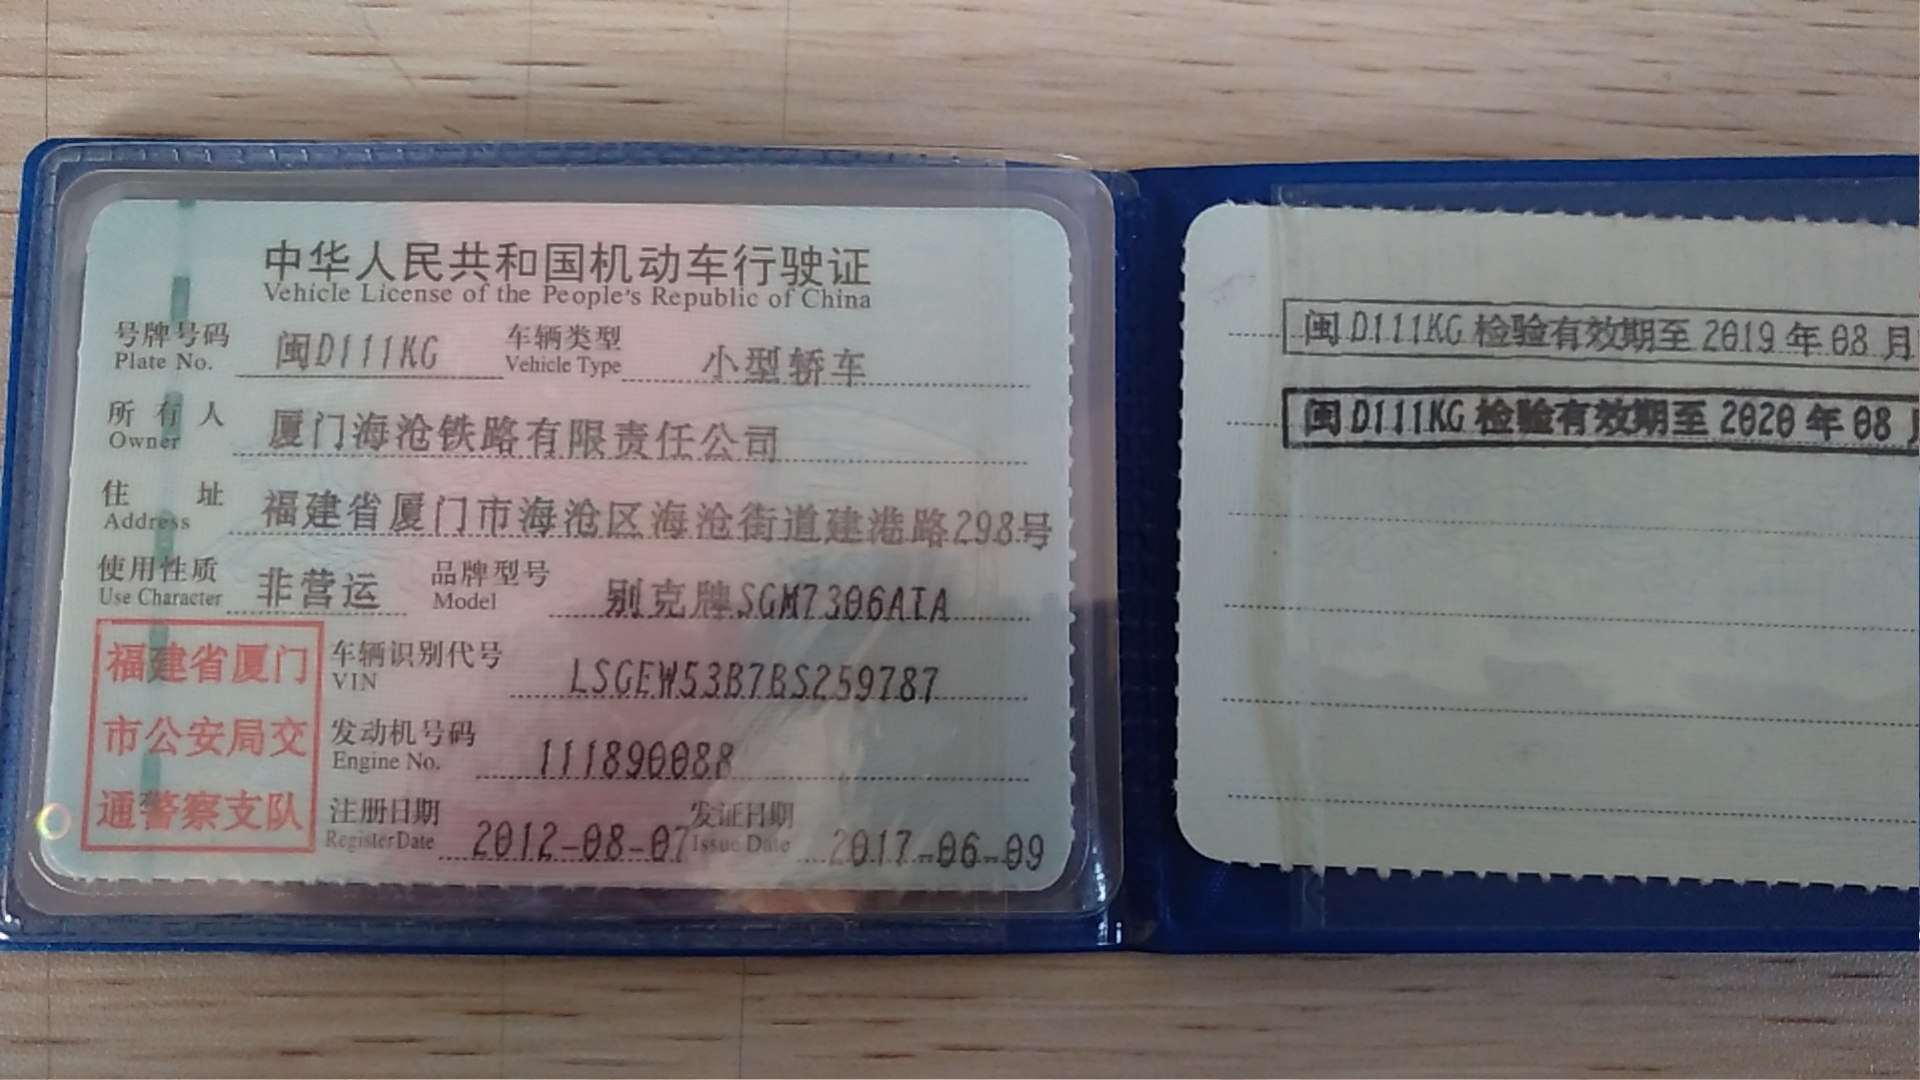 中华人民共和国机动车行驶证
Vehicle License of the People's Republic of China
号牌号码 闽D111KG 车辆类型 小型轿车
Plate No. Vehicle Type
所有人 厦门海沧铁路有限责任公司
Owner
住址 福建省厦门市海沧区海沧街道建港路298号
Address
使用性质 非营运 品牌型号 别克牌SGM7306AIA
Use Character Model
福建省厦门
市公安局交
通警察支队
车辆识别代号 LSGEW53B7BS259787
VIN
发动机号码 111890088
Engine No.
注册日期 2012-08-07 发证日期 2017-06-09
Register Date Issue Date
闽D111KG 检验有效期至 2019 年 08 月
闽D111KG 检验有效期至 2020 年 08